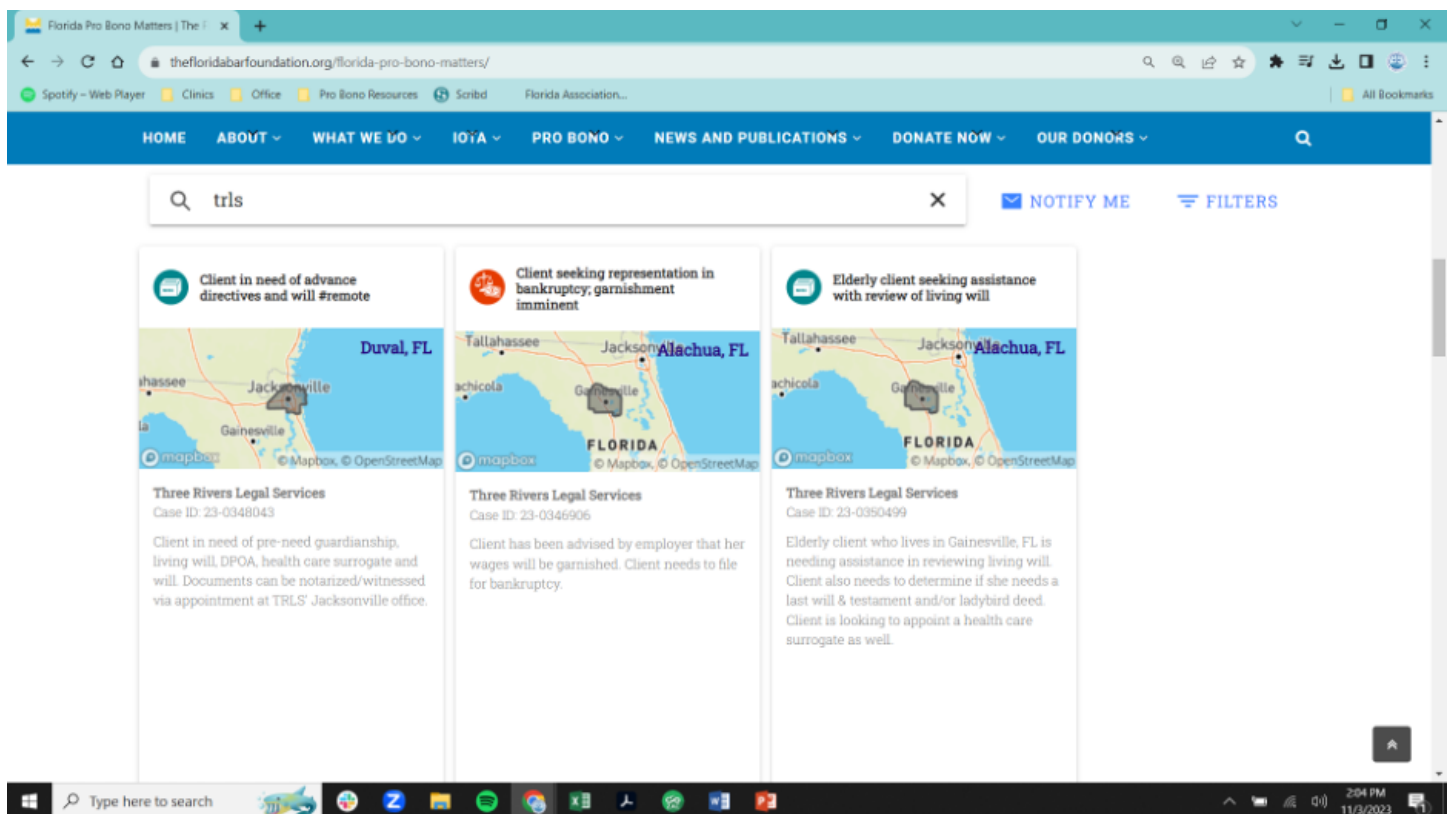 Florida Pro Bono Matters | The F
thefloridabarfoundation.org/florida-pro-bono-matters/
Spotify – Web Player Clinics Office Pro Bono Resources Scribd Florida Association... All Bookmarks
HOME ABOUT WHAT WE DO IOTA PRO BONO NEWS AND PUBLICATIONS DONATE NOW OUR DONORS
trls
NOTIFY ME FILTERS
Client in need of advance
directives and will #remote
Duval, FL
ahassee
Jacksonville
la
Gainesville
mapbox
© Mapbox, © OpenStreetMap
Three Rivers Legal Services
Case ID: 23-0348043
Client in need of pre-need guardianship,
living will, DPOA, health care surrogate and
will. Documents can be notarized/witnessed
via appointment at TRLS' Jacksonville office.
Client seeking representation in
bankruptcy; garnishment
imminent
Tallahassee
Alachua, FL
achicola
Gainesville
FLORIDA
mapbox
© Mapbox, © OpenStreetMap
Three Rivers Legal Services
Case ID: 23-0346906
Client has been advised by employer that her
wages will be garnished. Client needs to file
for bankruptcy.
Elderly client seeking assistance
with review of living will
Tallahassee
Alachua, FL
achicola
Gainesville
FLORIDA
mapbox
© Mapbox, © OpenStreetMap
Three Rivers Legal Services
Case ID: 23-0350499
Elderly client who lives in Gainesville, FL is
needing assistance in reviewing living will.
Client also needs to determine if she needs a
last will & testament and/or ladybird deed.
Client is looking to appoint a health care
surrogate as well.
Type here to search
2:04 PM
11/3/2023